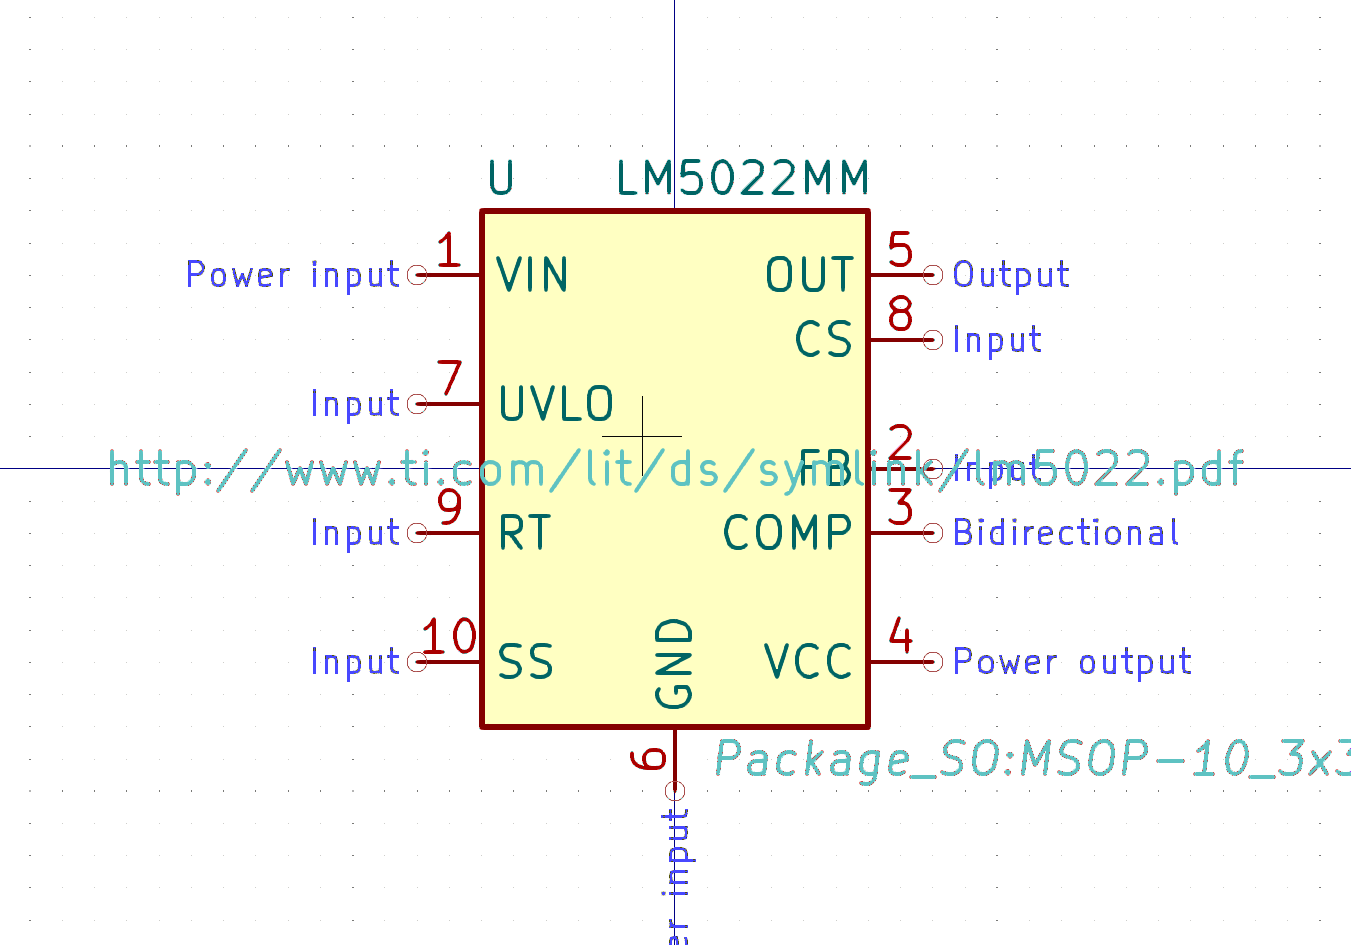 U LM5022MM
Power input 1 VIN OUT 5 Output
CS 8 Input
Input 7 UVLO
FB 2 Input
http://www.ti.com/lit/ds/symlink/lm5022.pdf
Input 9 RT COMP 3 Bidirectional
Input 10 SS VCC 4 Power output
GND
6 Package_SO:MSOP-10_3x3
er input